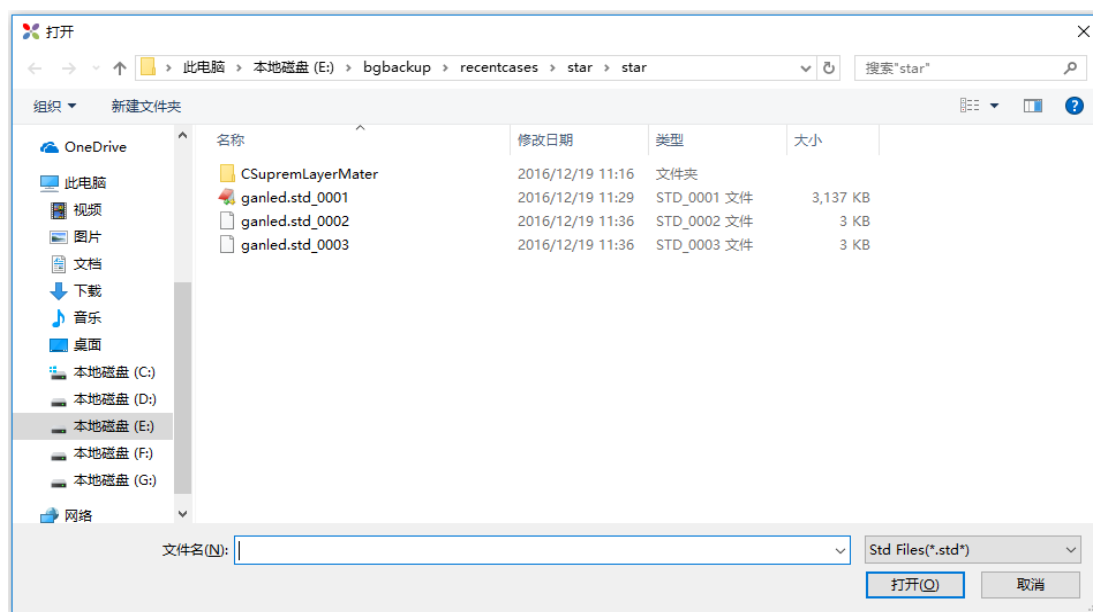 打开
此电脑 › 本地磁盘 (E:) › bgbackup › recentcases › star › star
搜索"star"
组织 新建文件夹
名称 修改日期 类型 大小
OneDrive
此电脑
视频
图片
文档
下载
音乐
桌面
本地磁盘 (C:)
本地磁盘 (D:)
本地磁盘 (E:)
本地磁盘 (F:)
本地磁盘 (G:)
网络
CSupremLayerMater 2016/12/19 11:16 文件夹
ganled.std_0001 2016/12/19 11:29 STD_0001 文件 3,137 KB
ganled.std_0002 2016/12/19 11:36 STD_0002 文件 3 KB
ganled.std_0003 2016/12/19 11:36 STD_0003 文件 3 KB
文件名(N): Std Files(*.std*)
打开(O) 取消